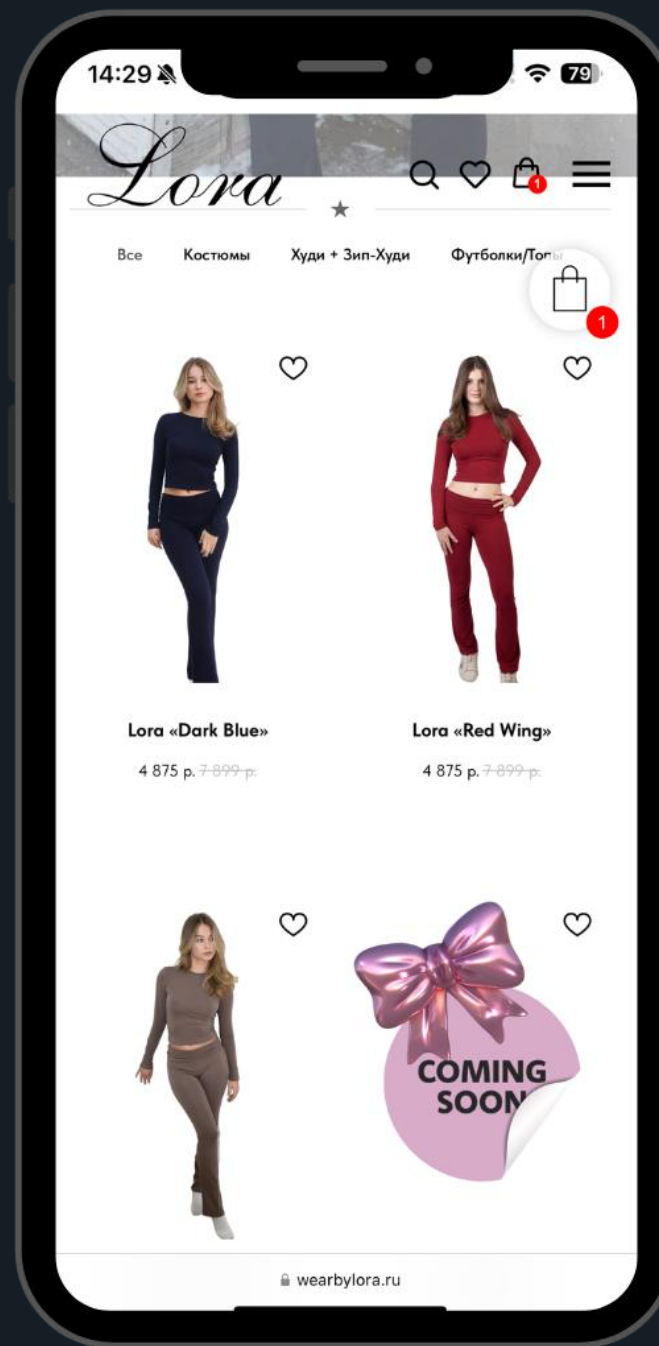 14:29
79
Lora
1
Все Костюмы Худи + Зип-Худи Футболки/Топы
1
Lora «Dark Blue» Lora «Red Wing»
4 875 р. 7 899 р. 4 875 р. 7 899 р.
COMING
SOON
wearbylora.ru